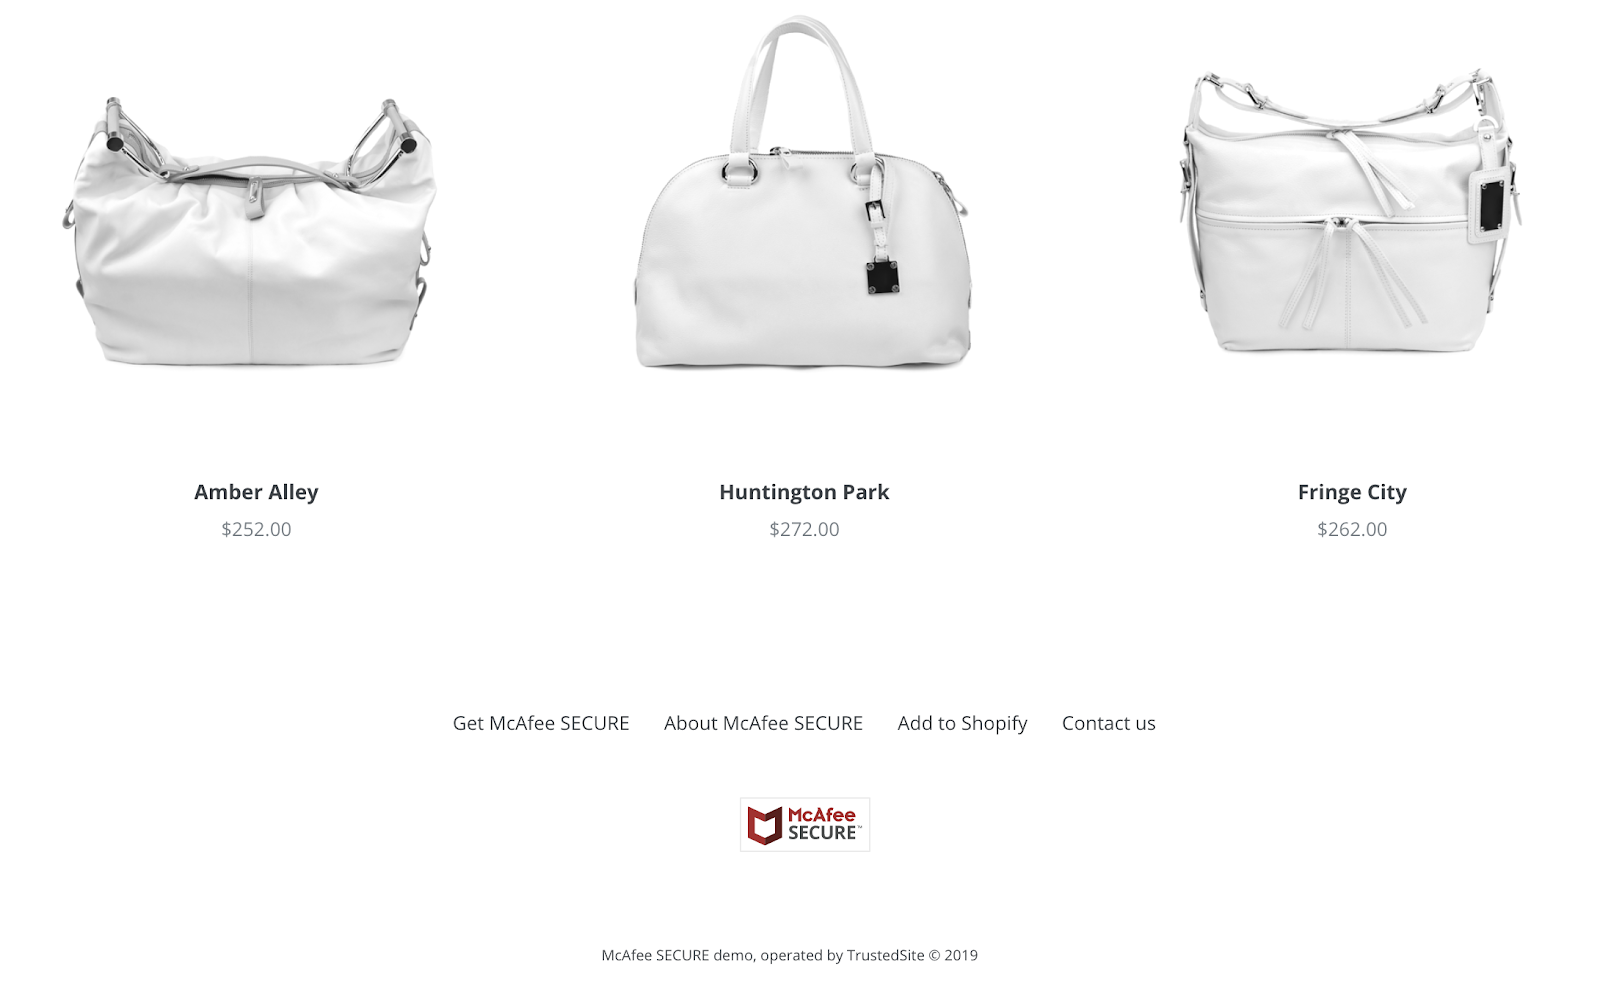 Amber Alley
$252.00
Huntington Park
$272.00
Fringe City
$262.00
Get McAfee SECURE
About McAfee SECURE
Add to Shopify
Contact us
McAfee
SECURE™
McAfee SECURE demo, operated by TrustedSite © 2019